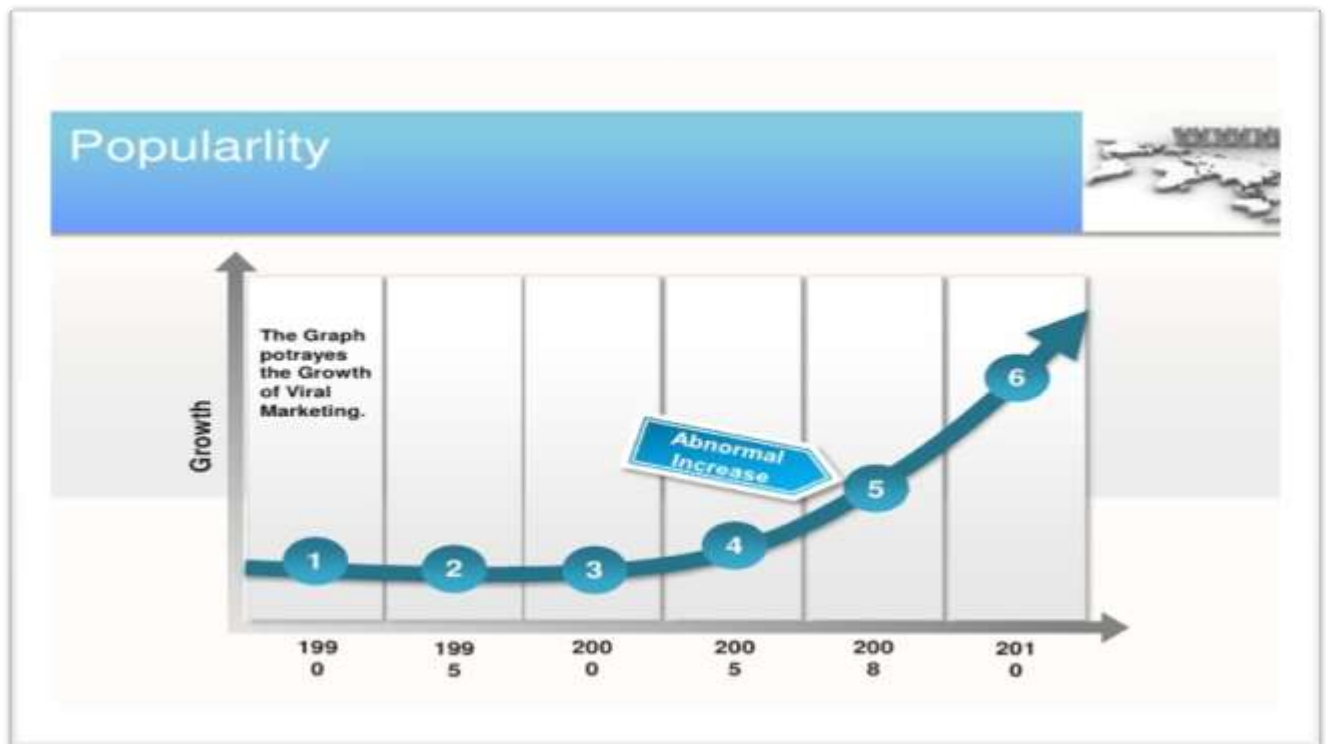 Popularlity
The Graph
potrayes
the Growth
of Viral
Marketing.
Growth
Abnormal
Increase
1
2
3
4
5
6
199
0
199
5
200
0
200
5
200
8
201
0